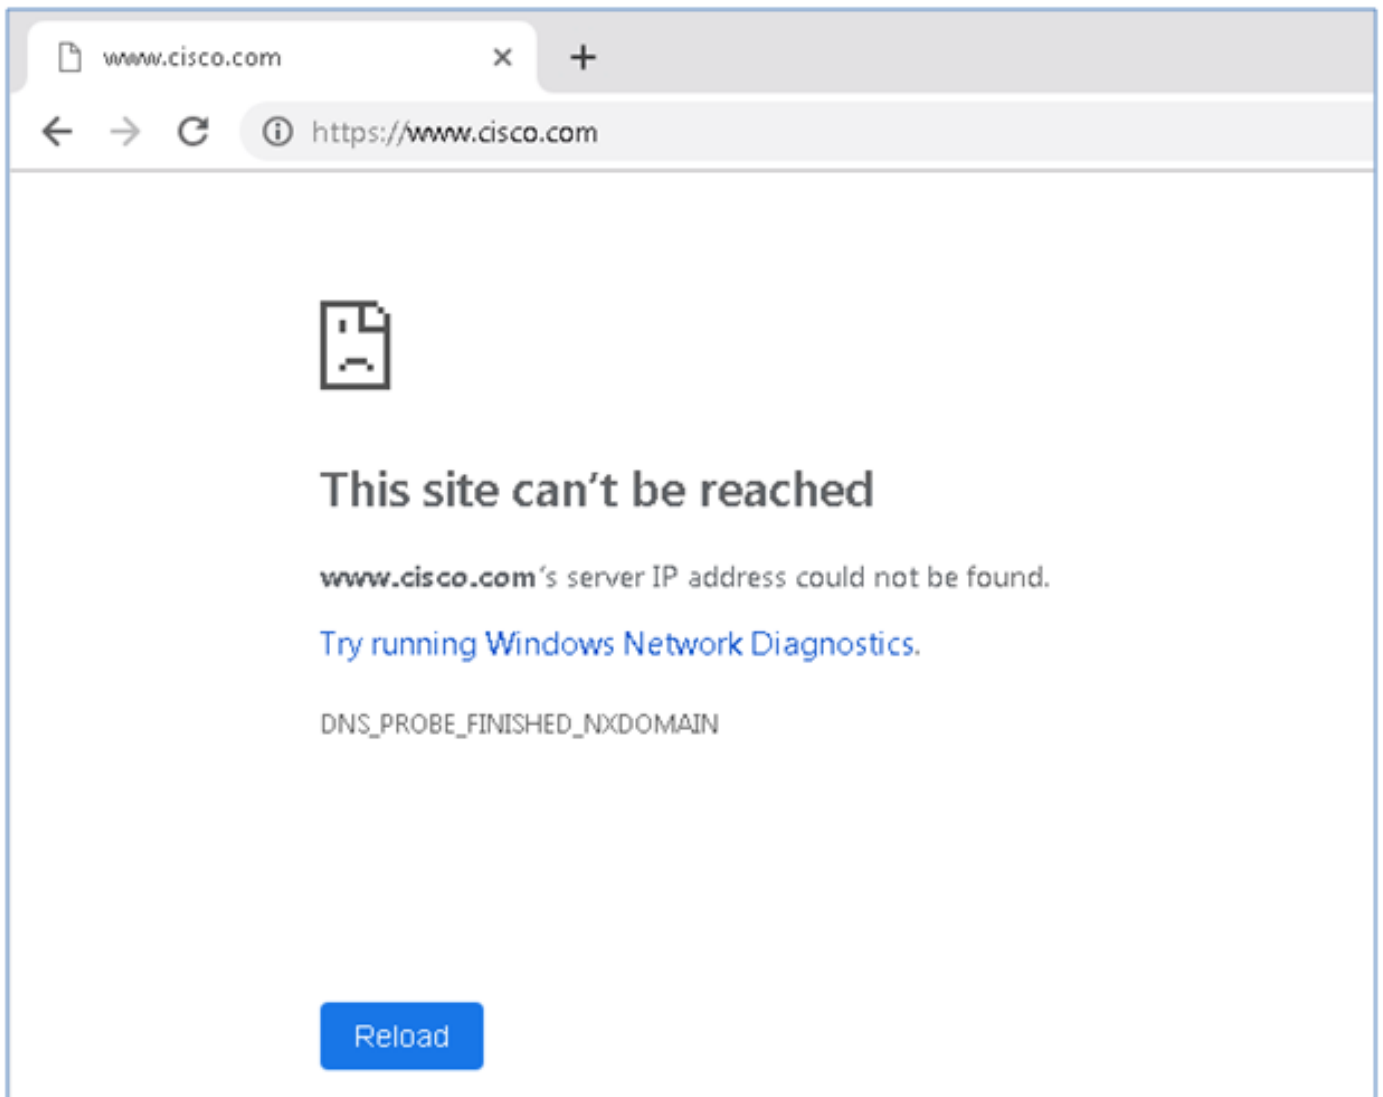 www.cisco.com
https://www.cisco.com
This site can't be reached
www.cisco.com's server IP address could not be found.
Try running Windows Network Diagnostics.
DNS_PROBE_FINISHED_NXDOMAIN
Reload